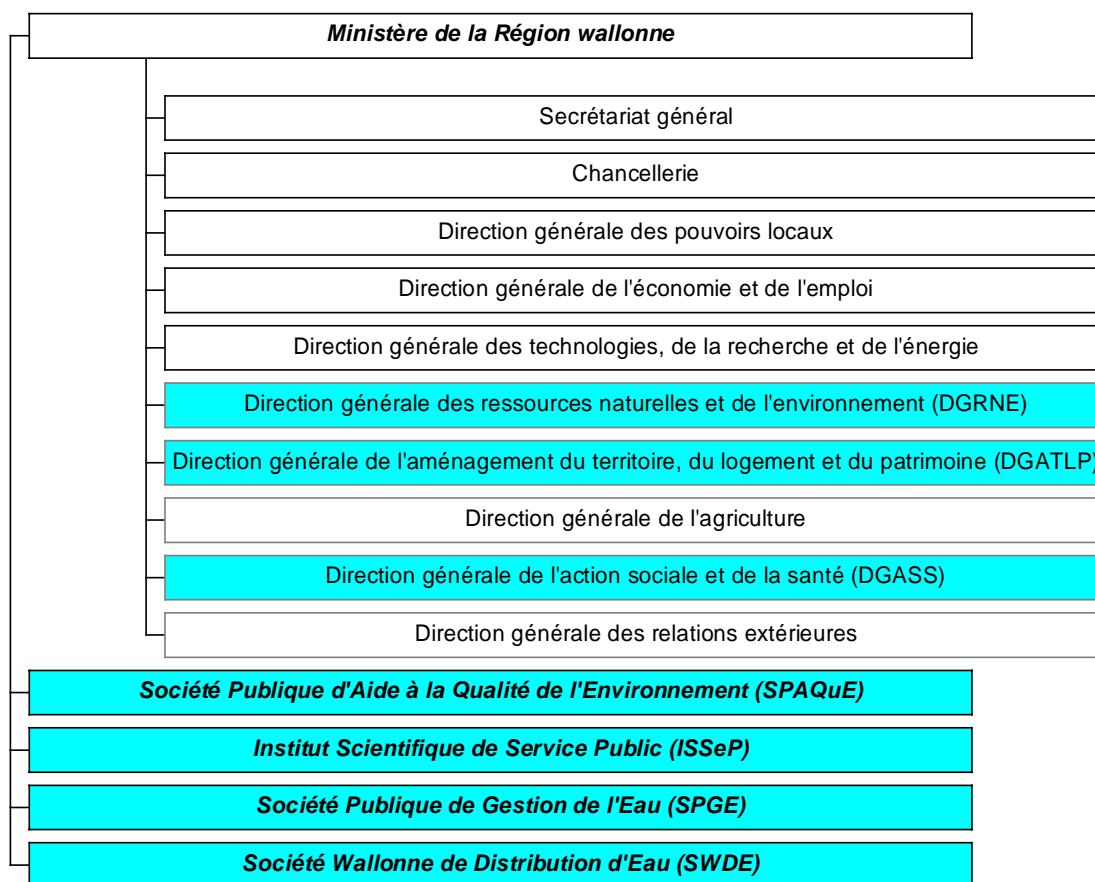 Ministère de la Région wallonne
Secrétariat général
Chancellerie
Direction générale des pouvoirs locaux
Direction générale de l'économie et de l'emploi
Direction générale des technologies, de la recherche et de l'énergie
Direction générale des ressources naturelles et de l'environnement (DGRNE)
Direction générale de l'aménagement du territoire, du logement et du patrimoine (DGATLP)
Direction générale de l'agriculture
Direction générale de l'action sociale et de la santé (DGASS)
Direction générale des relations extérieures
Société Publique d'Aide à la Qualité de l'Environnement (SPAQuE)
Institut Scientifique de Service Public (ISSeP)
Société Publique de Gestion de l'Eau (SPGE)
Société Wallonne de Distribution d'Eau (SWDE)